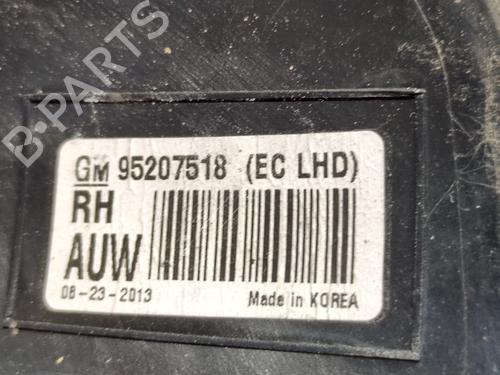 B-PARTS
GM 95207518 (EC LHD)
RH
AUW
08-23-2013 Made in KOREA